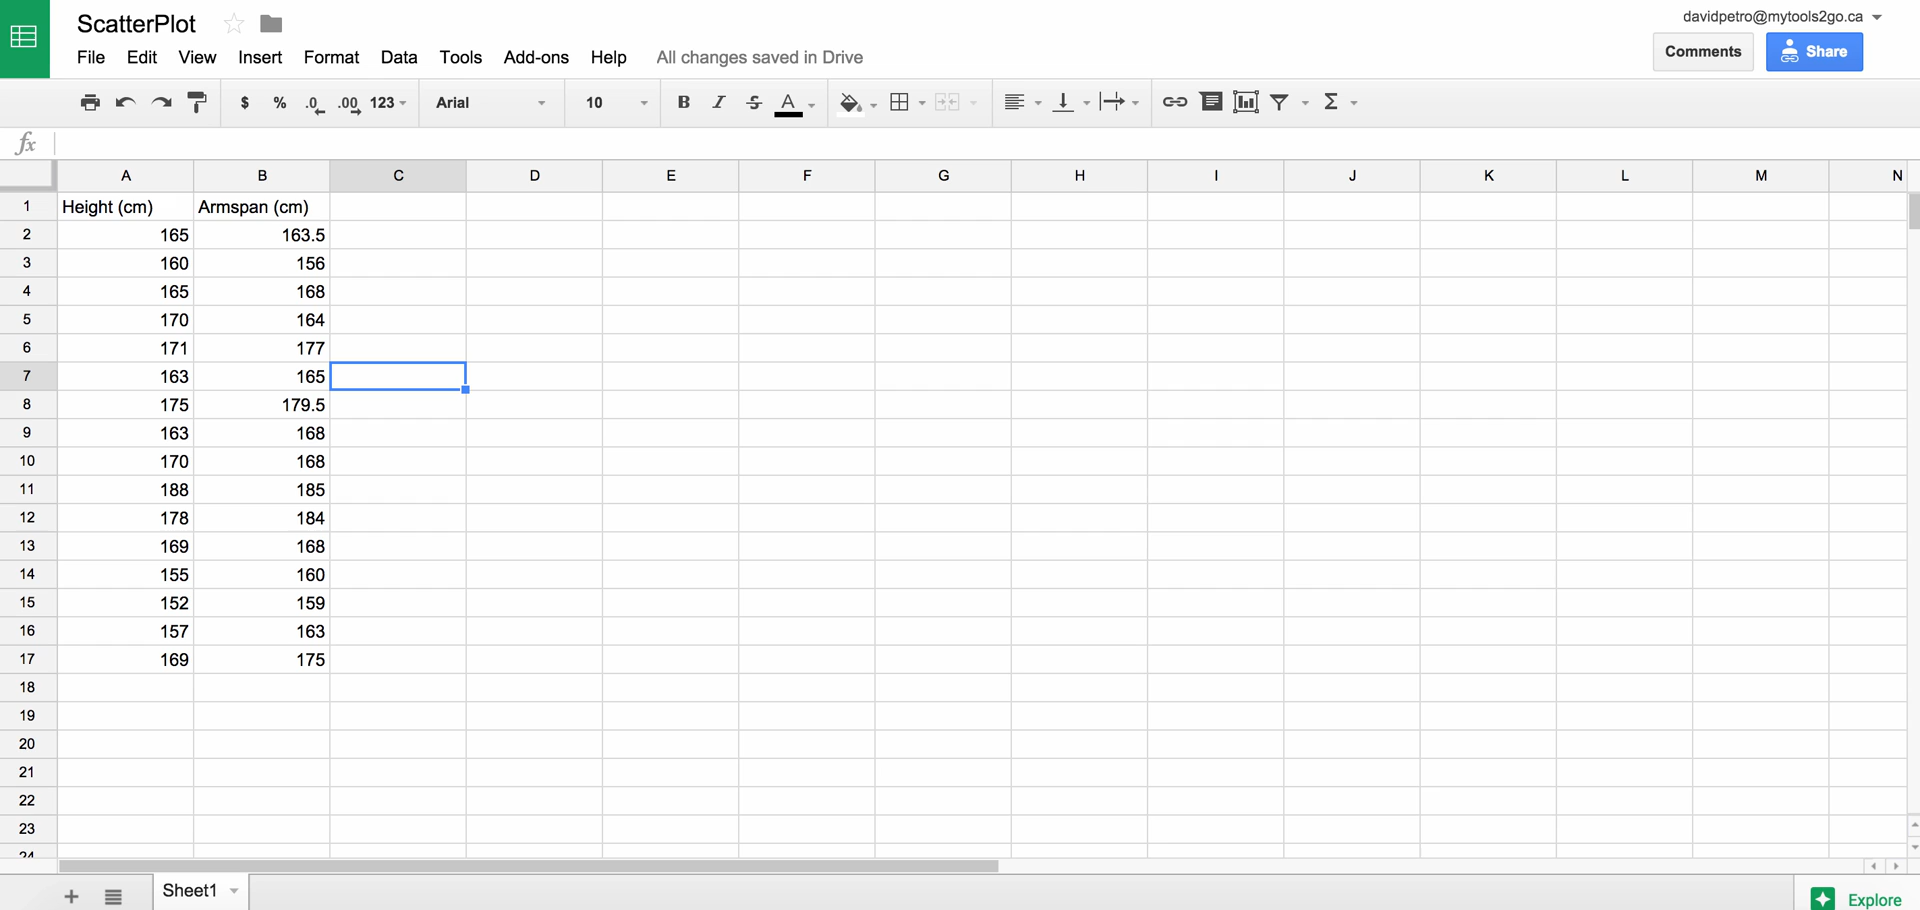 ScatterPlot
davidpetro@mytools2go.ca
File Edit View Insert Format Data Tools Add-ons Help All changes saved in Drive
Comments Share
$ % .0 .00 123 Arial 10 B I S A Σ
fx
A B C D E F G H I J K L M N
1 Height (cm) Armspan (cm)
2 165 163.5
3 160 156
4 165 168
5 170 164
6 171 177
7 163 165
8 175 179.5
9 163 168
10 170 168
11 188 185
12 178 184
13 169 168
14 155 160
15 152 159
16 157 163
17 169 175
18
19
20
21
22
23
24
Sheet1 Explore